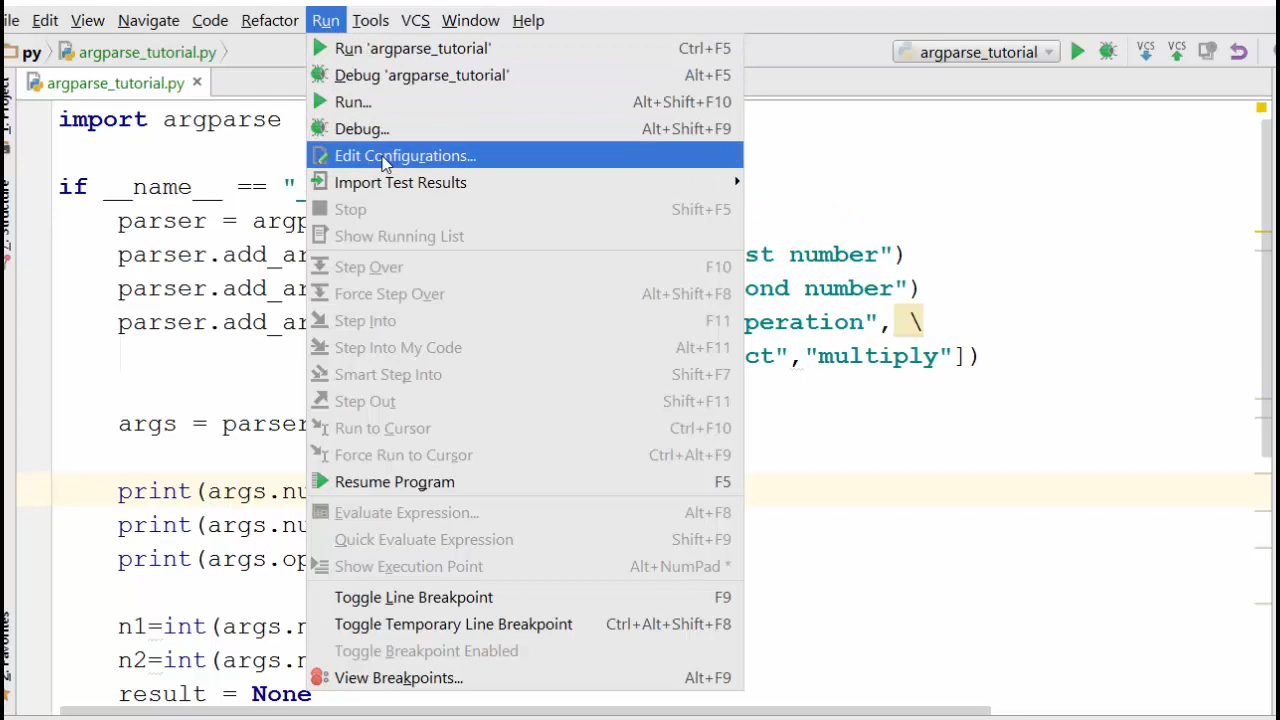 ile Edit View Navigate Code Refactor Run Tools VCS Window Help
py argparse_tutorial.py argparse_tutorial VCS VCS
argparse_tutorial.py
Run 'argparse_tutorial' Ctrl+F5
Debug 'argparse_tutorial' Alt+F5
Run... Alt+Shift+F10
Debug... Alt+Shift+F9
Edit Configurations...
Import Test Results
Stop Shift+F5
Show Running List
Step Over F10
Force Step Over Alt+Shift+F8
Step Into F11
Step Into My Code Alt+F11
Smart Step Into Shift+F7
Step Out Shift+F11
Run to Cursor Ctrl+F10
Force Run to Cursor Ctrl+Alt+F9
Resume Program F5
Evaluate Expression... Alt+F8
Quick Evaluate Expression Shift+F9
Show Execution Point Alt+NumPad *
Toggle Line Breakpoint F9
Toggle Temporary Line Breakpoint Ctrl+Alt+Shift+F8
Toggle Breakpoint Enabled
View Breakpoints... Alt+F9
import argparse
if __name__ == "_
parser = argp
parser.add_ar st number")
parser.add_ar ond number")
parser.add_ar peration", \
ct","multiply"])
args = parser
print(args.nu
print(args.nu
print(args.op
n1=int(args.n
n2=int(args.n
result = None
Project
Z: Structure
2: Favorites